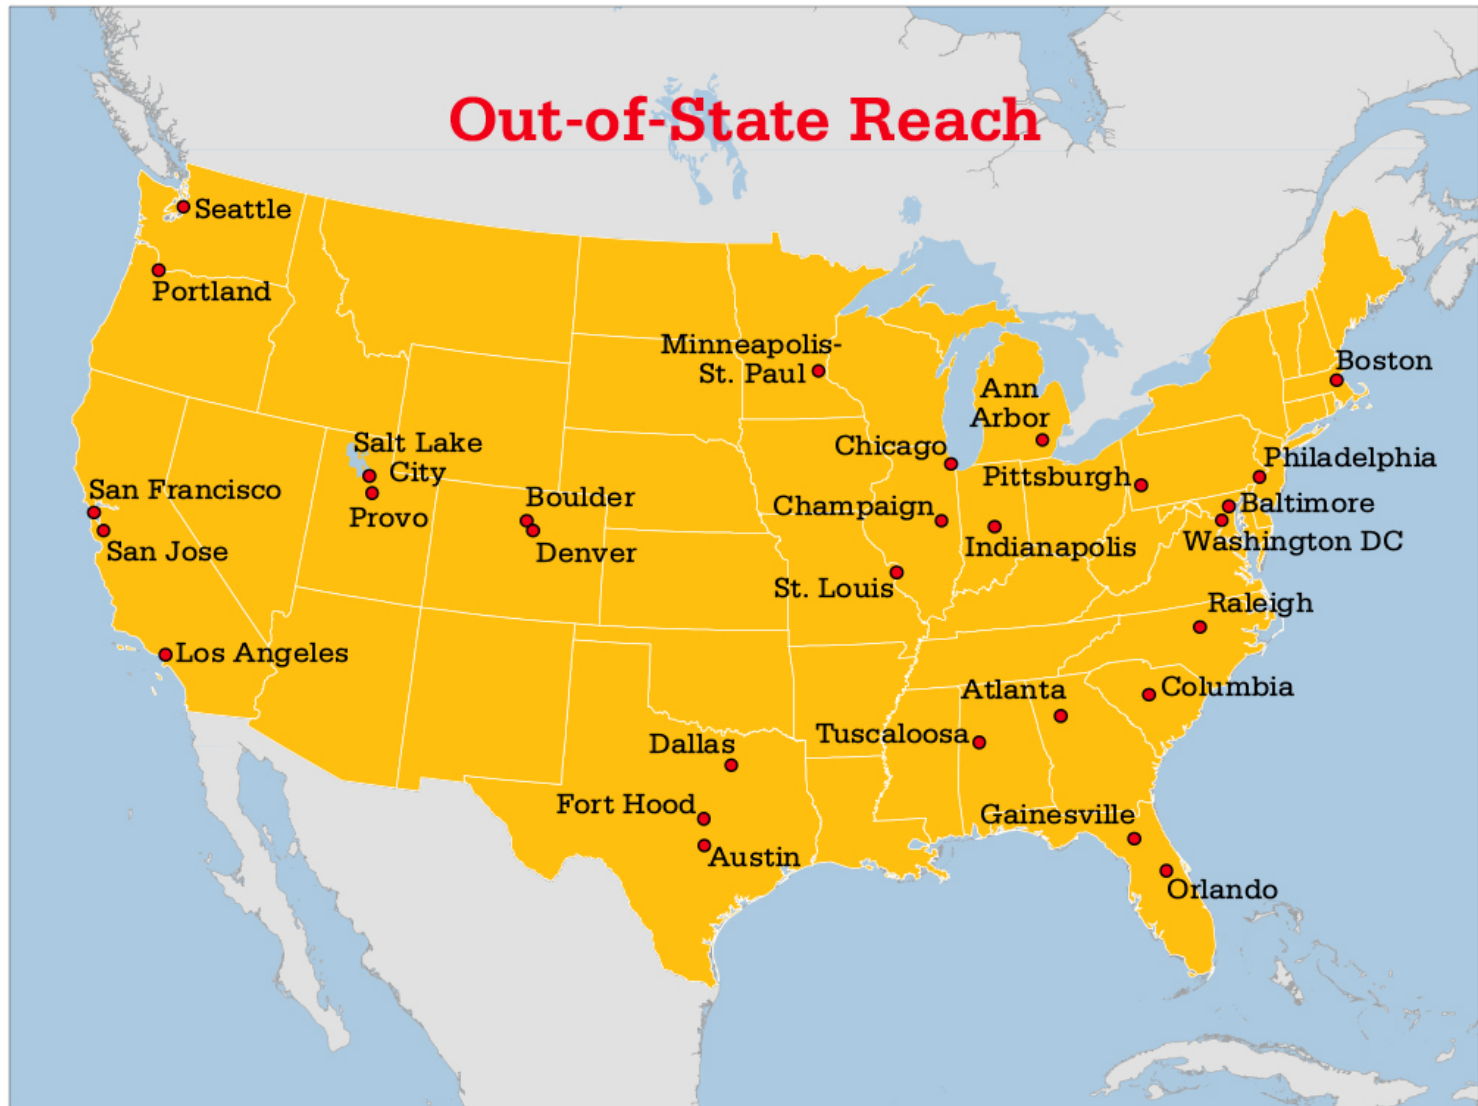 Out-of-State Reach
Seattle
Portland
Minneapolis-
St. Paul
Ann
Arbor
Boston
Salt Lake
City
Chicago
Pittsburgh
Philadelphia
San Francisco
Provo
Boulder
Champaign
Baltimore
San Jose
Denver
Indianapolis
Washington DC
St. Louis
Raleigh
Los Angeles
Atlanta
Columbia
Tuscaloosa
Dallas
Fort Hood
Gainesville
Austin
Orlando